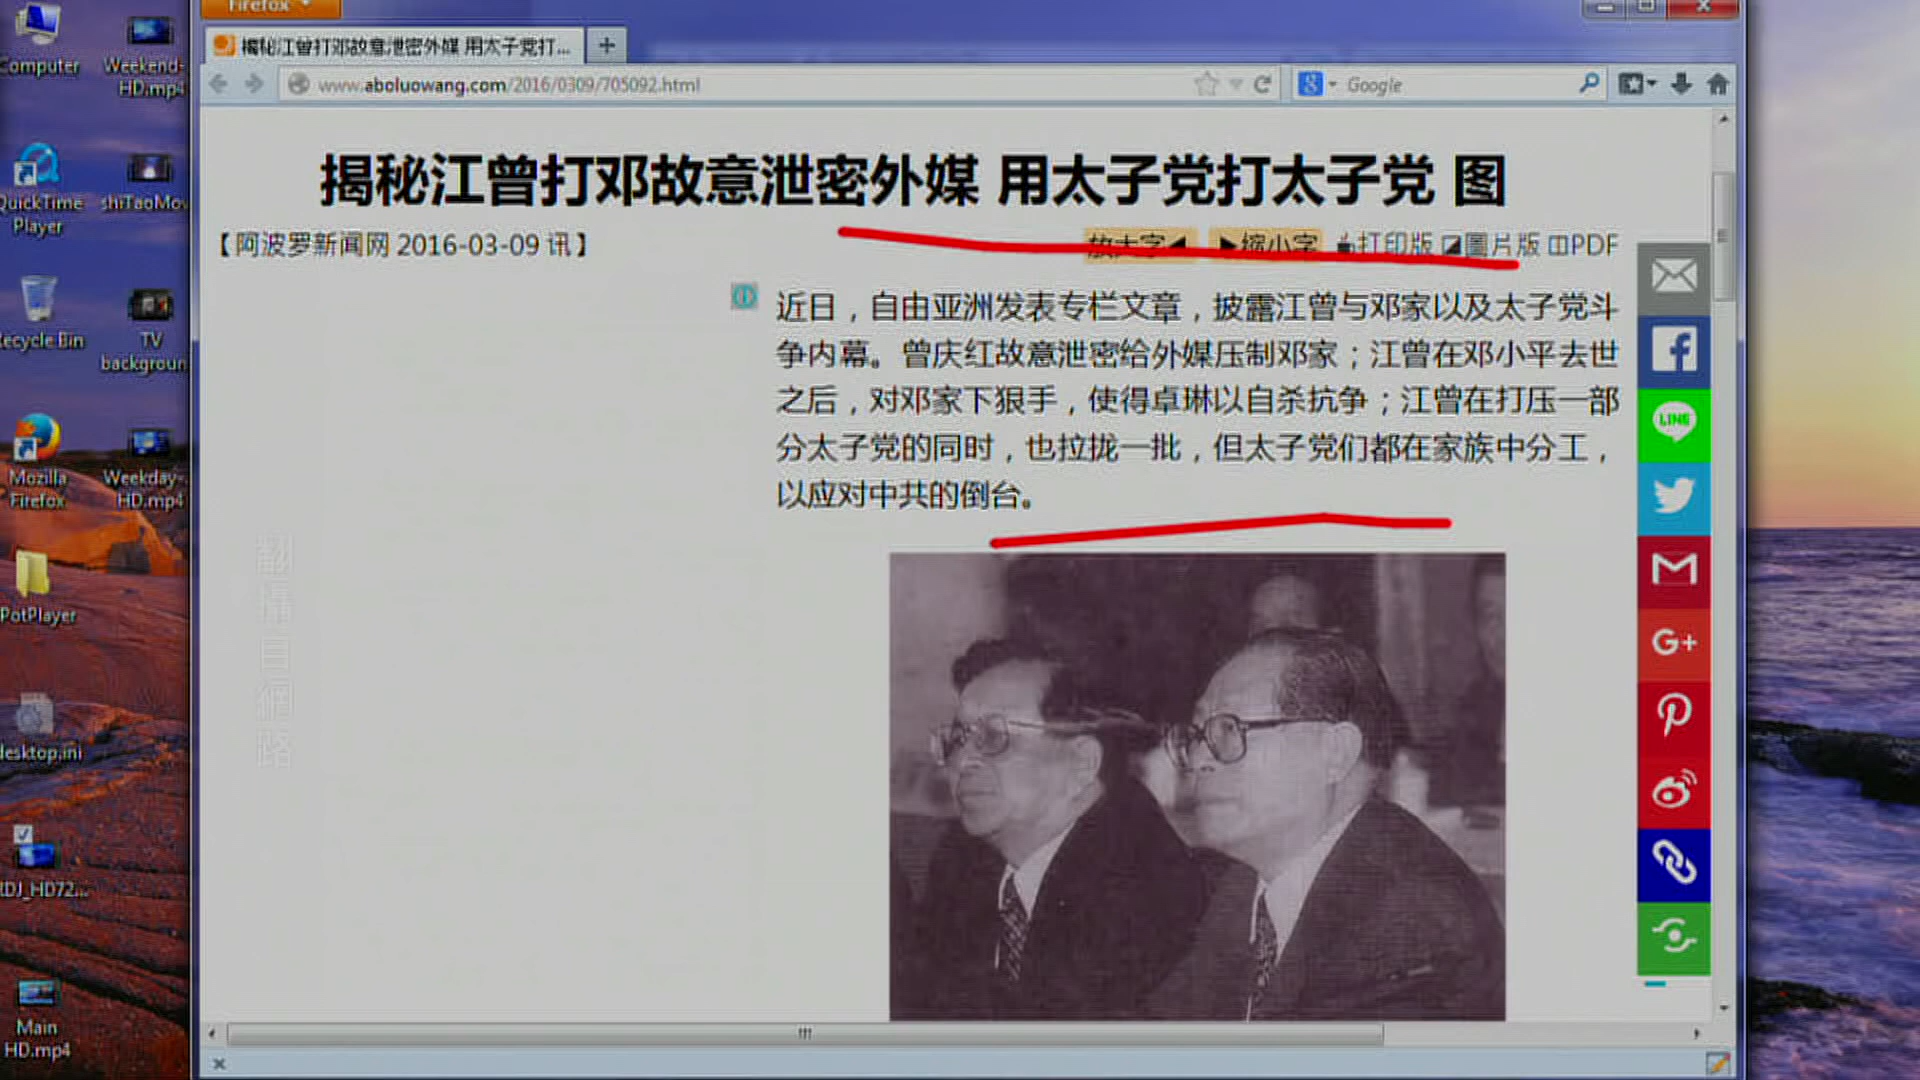 Firefox
揭秘江曾打邓故意泄密外媒 用太子党打...
www.aboluowang.com/2016/0309/705092.html
Google
Computer
Weekend-
HD.mp4
QuickTime
Player
shiTaoMov
Recycle Bin
TV
backgroun
Mozilla
Firefox
Weekday-
HD.mp4
PotPlayer
desktop.ini
Main
HD.mp4
揭秘江曾打邓故意泄密外媒 用太子党打太子党 图
【阿波罗新闻网 2016-03-09 讯】
放大字◀ ▶缩小字 打印版 圖片版 PDF
近日，自由亚洲发表专栏文章，披露江曾与邓家以及太子党斗
争内幕。曾庆红故意泄密给外媒压制邓家；江曾在邓小平去世
之后，对邓家下狠手，使得卓琳以自杀抗争；江曾在打压一部
分太子党的同时，也拉拢一批，但太子党们都在家族中分工，
以应对中共的倒台。
LINE
G+